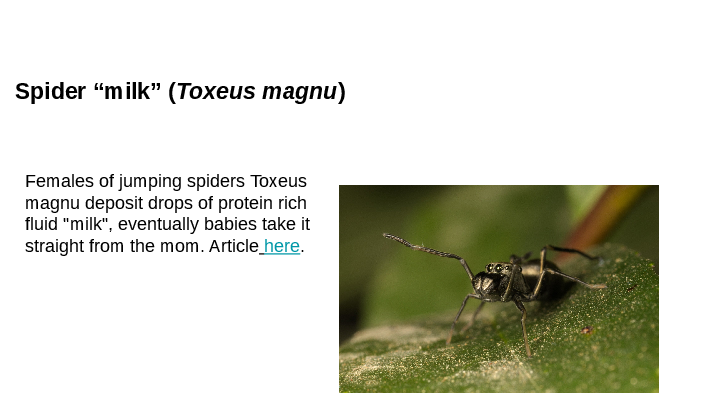 Spider “milk” (Toxeus magnu)
Females of jumping spiders Toxeus
magnu deposit drops of protein rich
fluid "milk", eventually babies take it
straight from the mom. Article here.